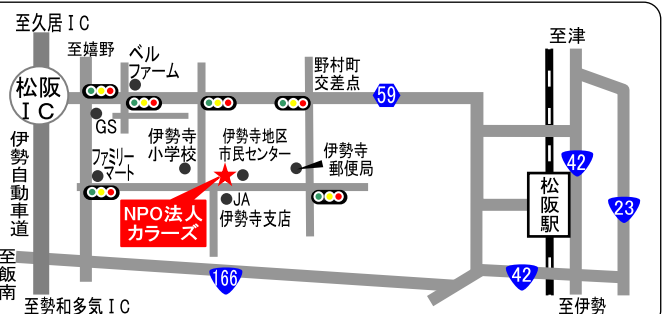 至久居IC
至嬉野
ベル
ファーム
野村町
交差点
至津
59
松阪
IC
GS
伊勢寺
小学校
伊勢寺地区
市民センター
伊勢寺
郵便局
ファミリー
マート
伊勢自動車道
42
松阪駅
23
NPO法人
カラーズ
JA
伊勢寺支店
至飯南
166
42
至勢和多気IC
至伊勢